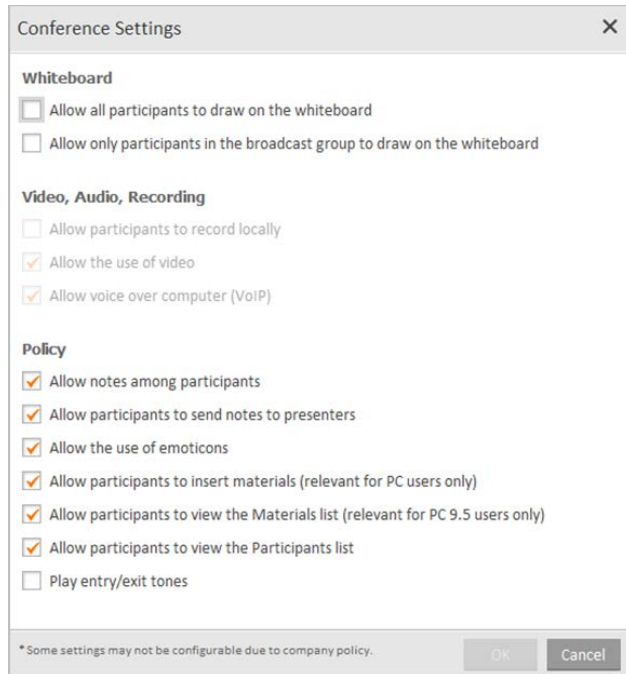 Conference Settings
Whiteboard
Allow all participants to draw on the whiteboard
Allow only participants in the broadcast group to draw on the whiteboard
Video, Audio, Recording
Allow participants to record locally
Allow the use of video
Allow voice over computer (VoIP)
Policy
Allow notes among participants
Allow participants to send notes to presenters
Allow the use of emoticons
Allow participants to insert materials (relevant for PC users only)
Allow participants to view the Materials list (relevant for PC 9.5 users only)
Allow participants to view the Participants list
Play entry/exit tones
*Some settings may not be configurable due to company policy. OK Cancel